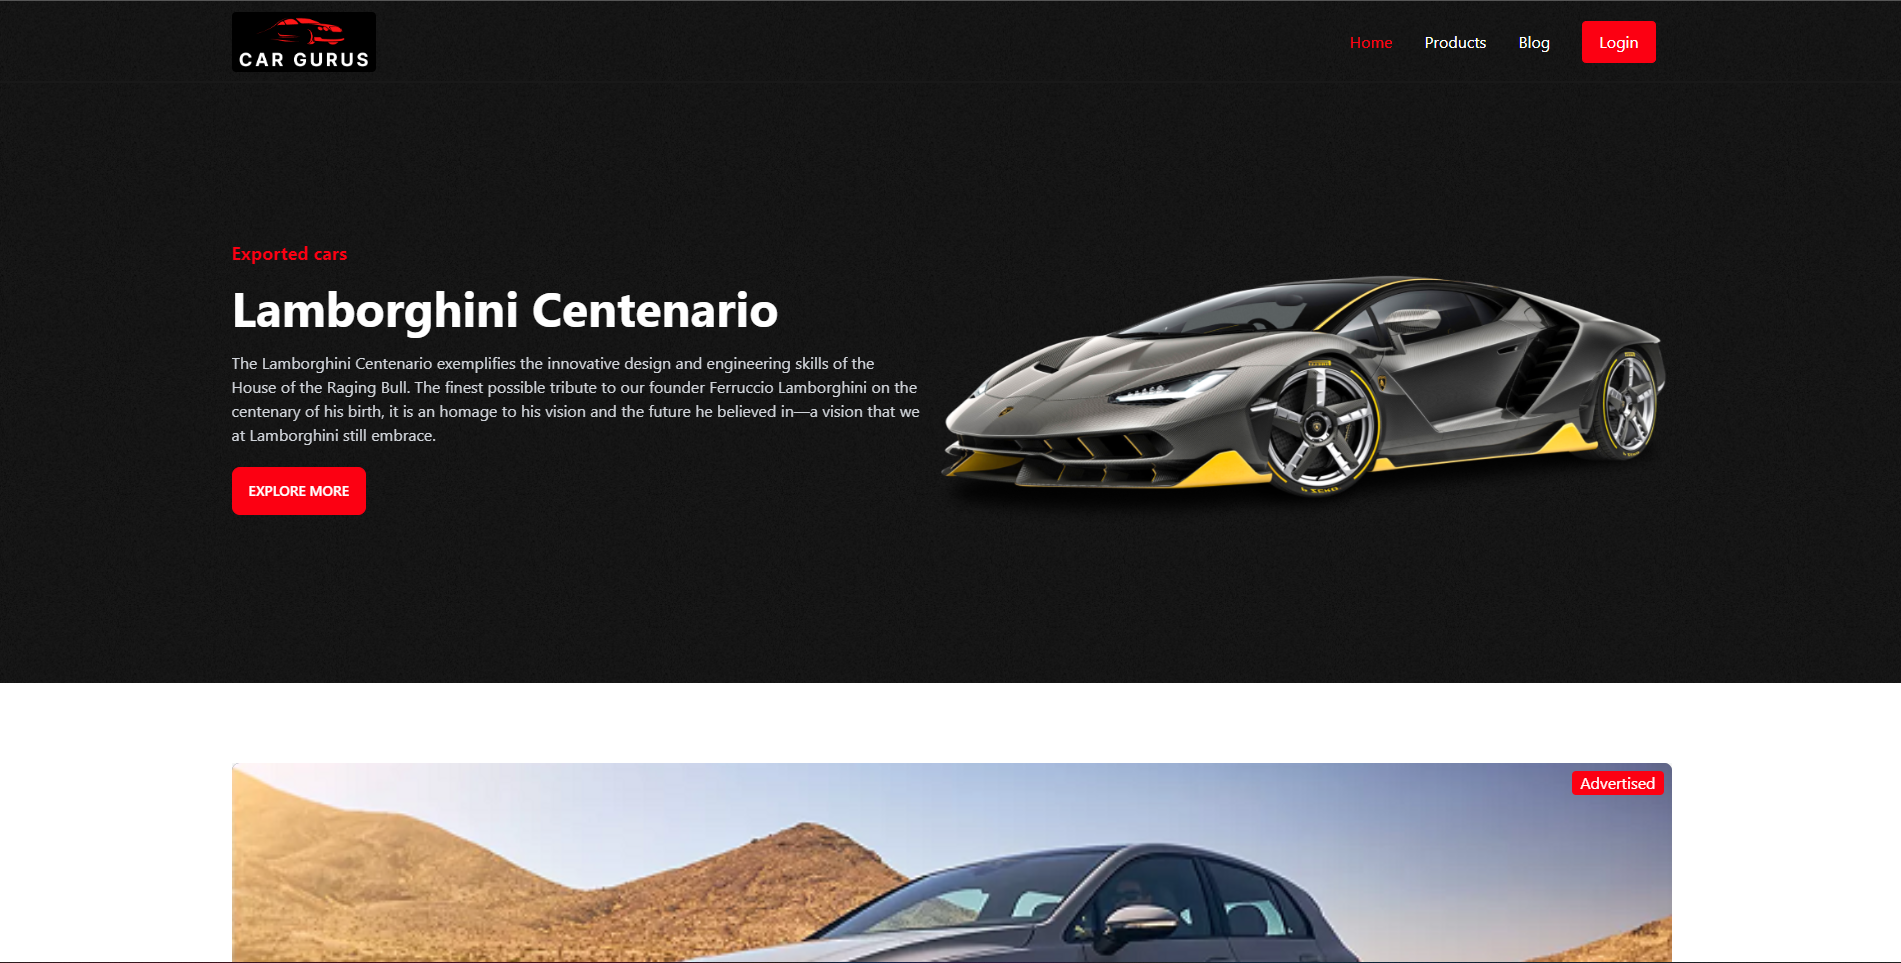 CAR GURUS
Home
Products
Blog
Login
Exported cars
Lamborghini Centenario
The Lamborghini Centenario exemplifies the innovative design and engineering skills of the
House of the Raging Bull. The finest possible tribute to our founder Ferruccio Lamborghini on the
centenary of his birth, it is an homage to his vision and the future he believed in—a vision that we
at Lamborghini still embrace.
EXPLORE MORE
Advertised